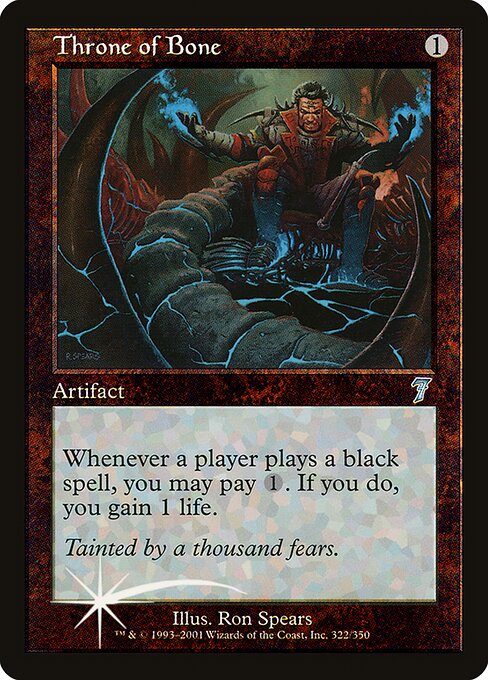 Throne of Bone
1
R. SPEARS
Artifact
7
Whenever a player plays a black
spell, you may pay 1. If you do,
you gain 1 life.
Tainted by a thousand fears.
Illus. Ron Spears
™ & © 1993–2001 Wizards of the Coast, Inc. 322/350